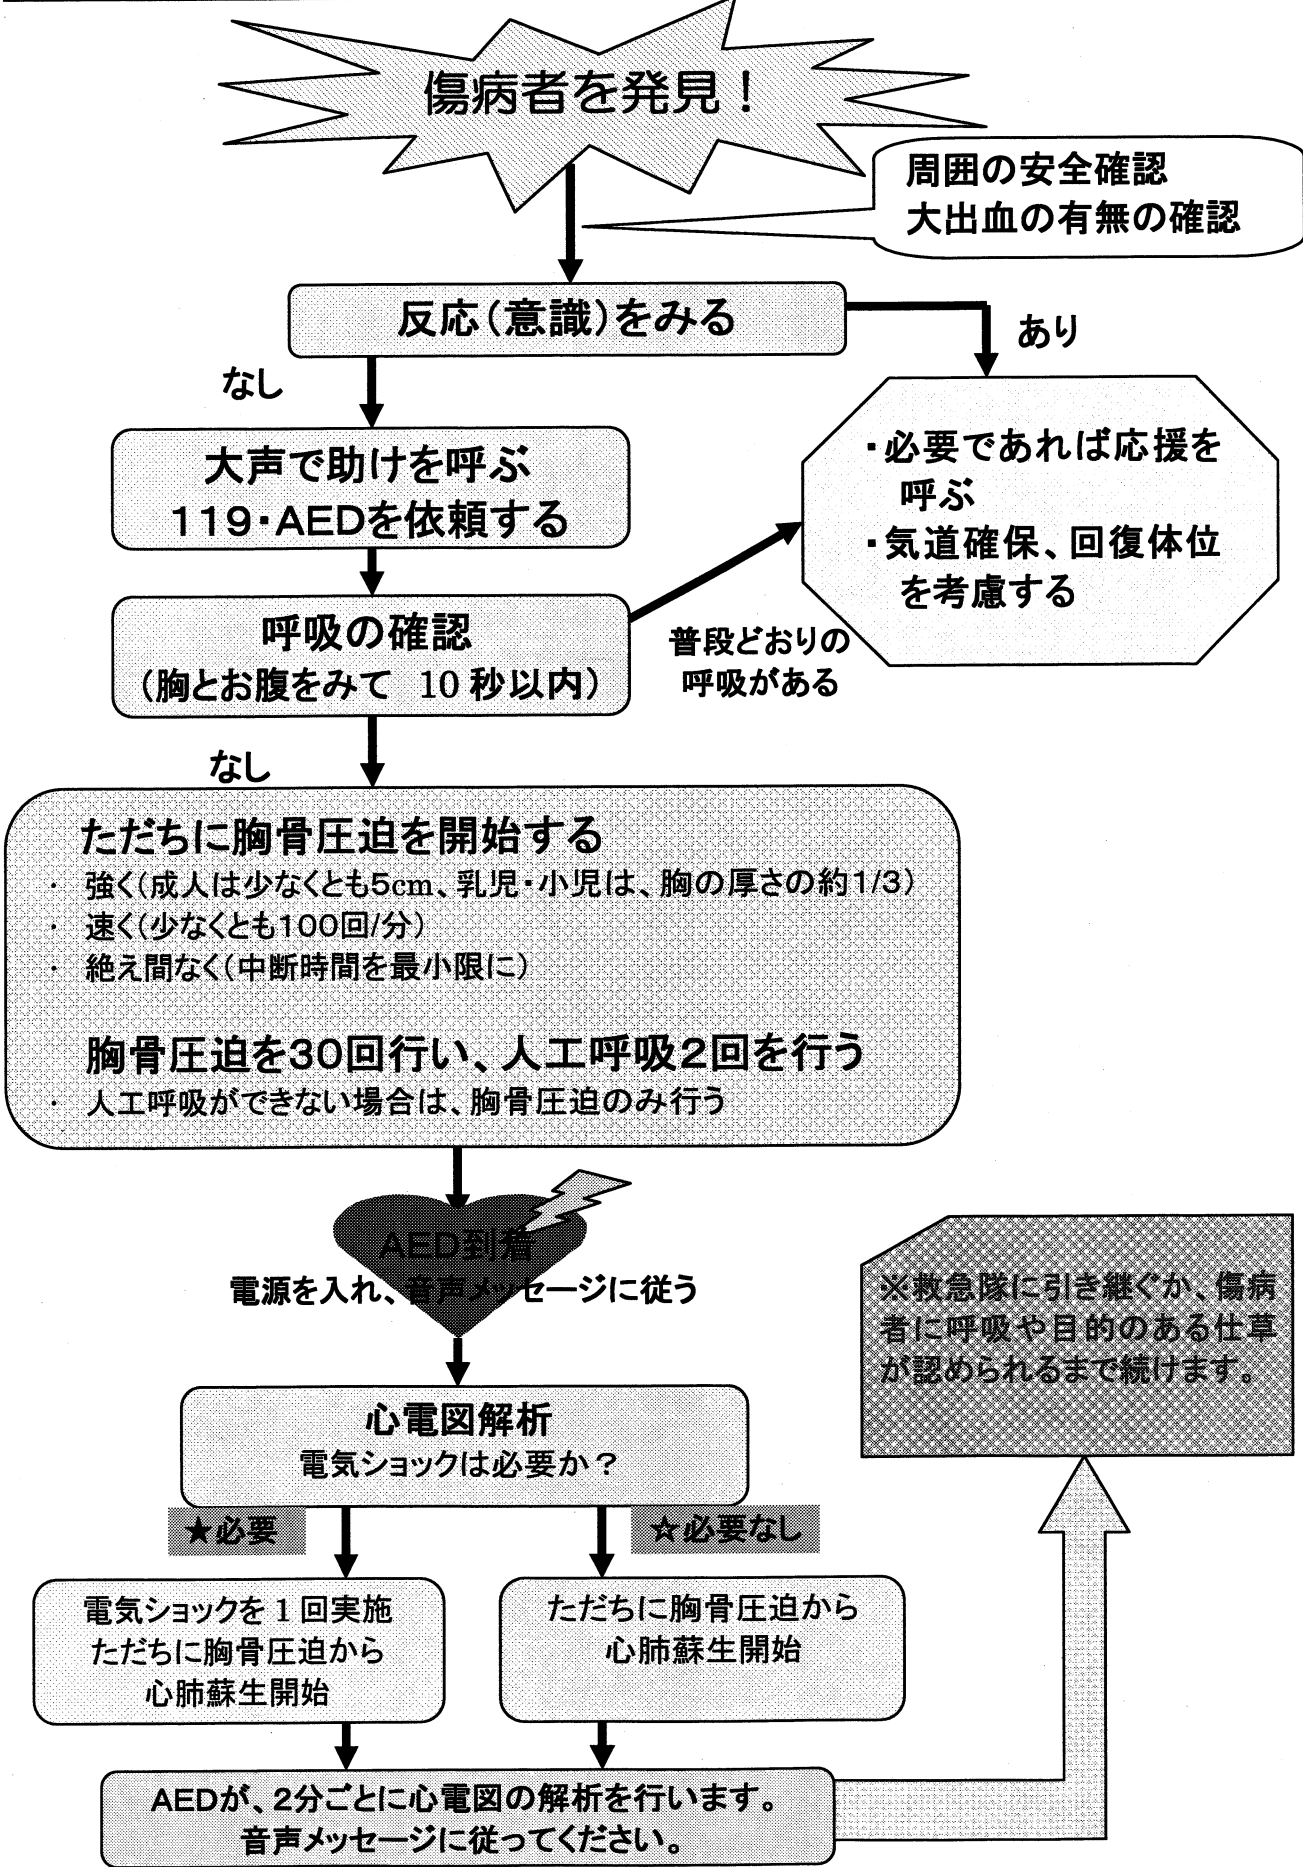 傷病者を発見！
周囲の安全確認
大出血の有無の確認
反応（意識）をみる
あり
なし
・必要であれば応援を
呼ぶ
・気道確保、回復体位
を考慮する
大声で助けを呼ぶ
１１９・ＡＥＤを依頼する
呼吸の確認
（胸とお腹をみて 10 秒以内）
普段どおりの
呼吸がある
なし
ただちに胸骨圧迫を開始する
・ 強く（成人は少なくとも５cm、乳児・小児は、胸の厚さの約１/３）
・ 速く（少なくとも１００回/分）
・ 絶え間なく（中断時間を最小限に）
胸骨圧迫を３０回行い、人工呼吸２回を行う
・ 人工呼吸ができない場合は、胸骨圧迫のみ行う
ＡＥＤ到着
電源を入れ、音声メッセージに従う
※救急隊に引き継ぐか、傷病
者に呼吸や目的のある仕草
が認められるまで続けます。
心電図解析
電気ショックは必要か？
★必要
☆必要なし
電気ショックを 1 回実施
ただちに胸骨圧迫から
心肺蘇生開始
ただちに胸骨圧迫から
心肺蘇生開始
ＡＥＤが、２分ごとに心電図の解析を行います。
音声メッセージに従ってください。